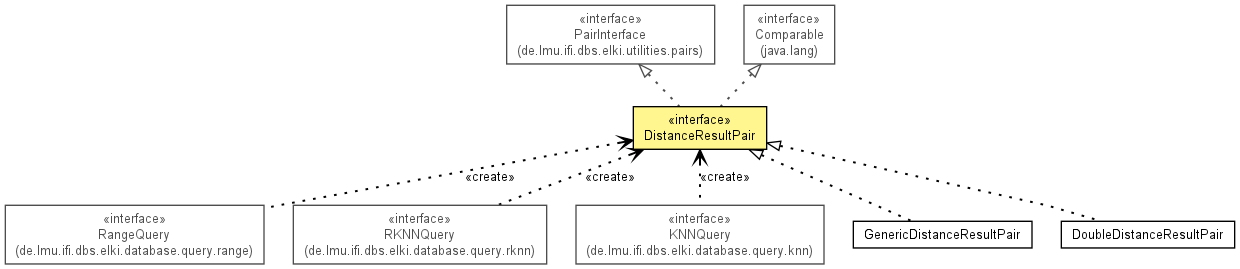 «interface»
PairInterface
(de.lmu.ifi.dbs.elki.utilities.pairs)
«interface»
Comparable
(java.lang)
«interface»
DistanceResultPair
«create»
«create»
«create»
«interface»
RangeQuery
(de.lmu.ifi.dbs.elki.database.query.range)
«interface»
RKNNQuery
(de.lmu.ifi.dbs.elki.database.query.rknn)
«interface»
KNNQuery
(de.lmu.ifi.dbs.elki.database.query.knn)
GenericDistanceResultPair
DoubleDistanceResultPair